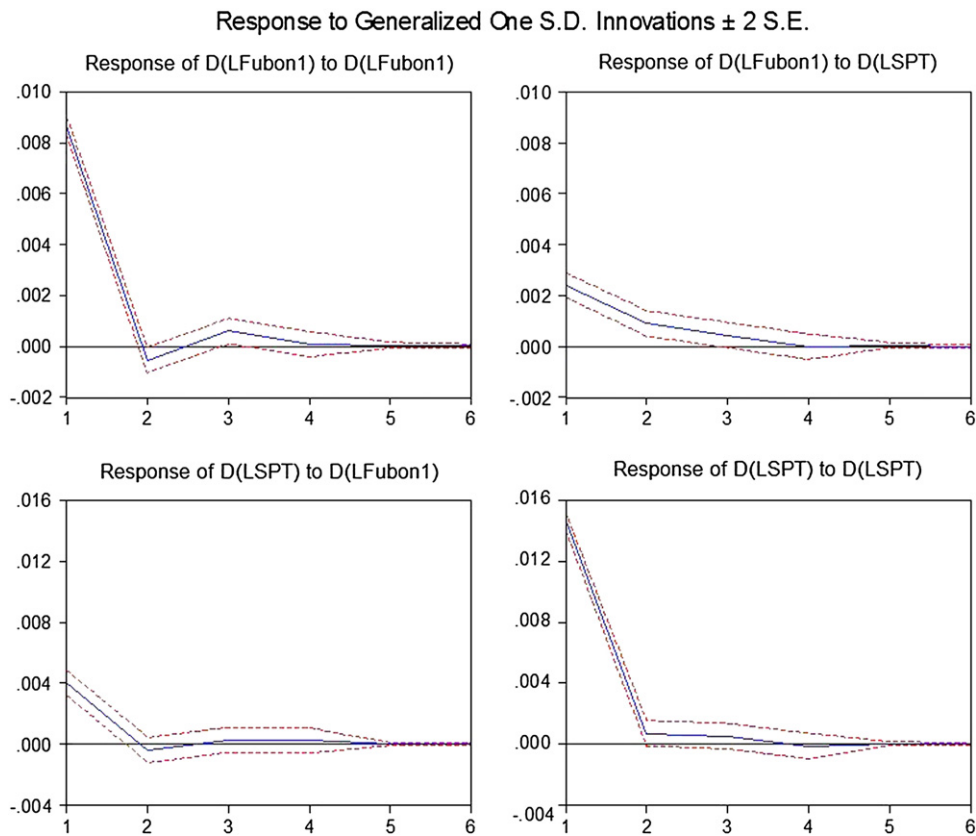 Response to Generalized One S.D. Innovations ± 2 S.E.
Response of D(LFubon1) to D(LFubon1)
.010
.008
.006
.004
.002
.000
-.002
1 2 3 4 5 6
Response of D(LFubon1) to D(LSPT)
.010
.008
.006
.004
.002
.000
-.002
1 2 3 4 5 6
Response of D(LSPT) to D(LFubon1)
.016
.012
.008
.004
.000
-.004
1 2 3 4 5 6
Response of D(LSPT) to D(LSPT)
.016
.012
.008
.004
.000
-.004
1 2 3 4 5 6